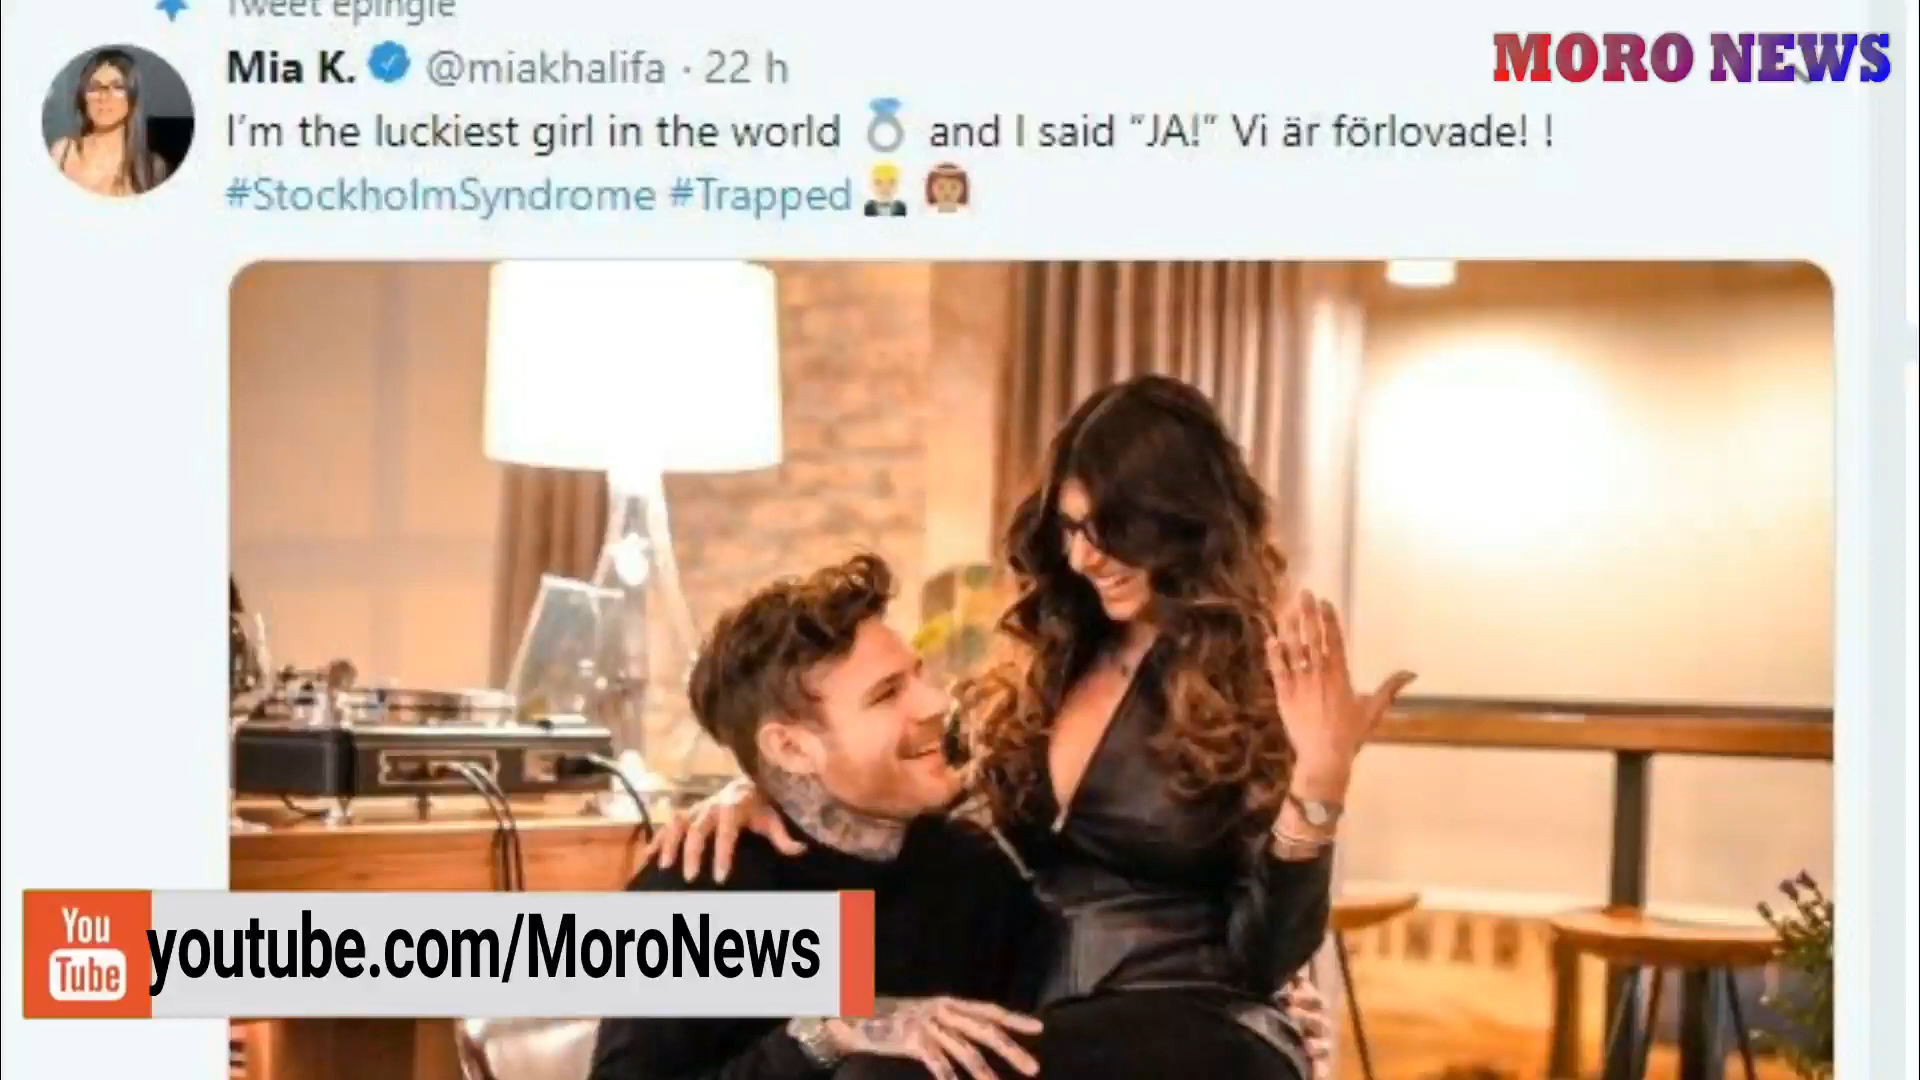 Tweet épinglé
Mia K. @miakhalifa · 22 h
MORO NEWS
I'm the luckiest girl in the world 💍 and I said "JA!" Vi är förlovade! !
#StockholmSyndrome #Trapped
You
Tube
youtube.com/MoroNews